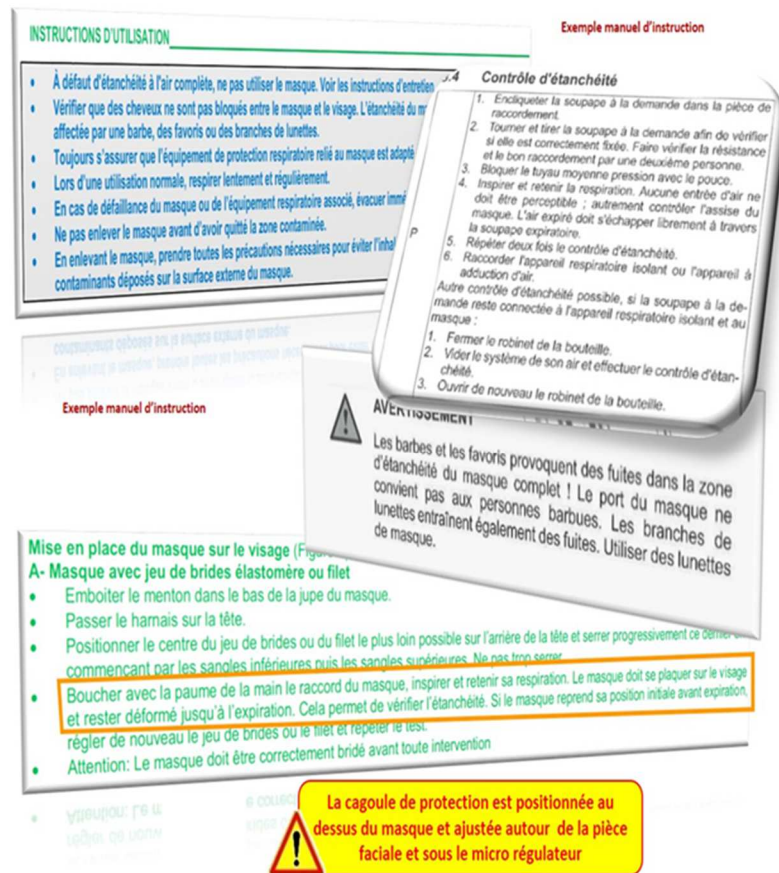 Exemple manuel d'instruction
INSTRUCTIONS D'UTILISATION
• À défaut d'étanchéité à l'air complète, ne pas utiliser le masque. Voir les instructions d'entretien
• Vérifier que des cheveux ne sont pas bloqués entre le masque et le visage. L'étanchéité du
affectée par une barbe, des favoris ou des branches de lunettes.
• Toujours s'assurer que l'équipement de protection respiratoire relié au masque est adapté
• Lors d'une utilisation normale, respirer lentement et régulièrement.
• En cas de défaillance du masque ou de l'équipement respiratoire associé, évacuer
• Ne pas enlever le masque avant d'avoir quitté la zone contaminée.
• En enlevant le masque, prendre toutes les précautions nécessaires pour éviter
contaminants déposés sur la surface externe du masque.
.4 Contrôle d'étanchéité
1. Encliqueter la soupape à la demande dans la pièce de
raccordement.
2. Tourner et tirer la soupape à la demande afin de vérifier
si elle est correctement fixée. Faire vérifier la résistance
et le bon raccordement par une deuxième personne.
3. Bloquer le tuyau moyenne pression avec le pouce.
4. Inspirer et retenir la respiration. Aucune entrée d'air ne
doit être perceptible ; autrement contrôler l'assise du
masque. L'air expiré doit s'échapper librement à travers
la soupape expiratoire.
P
5. Répéter deux fois le contrôle d'étanchéité.
6. Raccorder l'appareil respiratoire isolant ou l'appareil à
adduction d'air.
Autre contrôle d'étanchéité possible, si la soupape à la de-
mande reste connectée à l'appareil respiratoire isolant et au
masque :
1. Fermer le robinet de la bouteille.
2. Vider le système de son air et effectuer le contrôle d'étan-
chéité.
3. Ouvrir de nouveau le robinet de la bouteille.
Exemple manuel d'instruction
AVERTISSEMENT
Les barbes et les favoris provoquent des fuites dans la zone
d'étanchéité du masque complet ! Le port du masque ne
convient pas aux personnes barbues. Les branches de
lunettes entraînent également des fuites. Utiliser des lunettes
de masque.
Mise en place du masque sur le visage
A- Masque avec jeu de brides élastomère ou filet
• Emboiter le menton dans le bas de la jupe du masque.
• Passer le harnais sur la tête.
• Positionner le centre du jeu de brides ou du filet le plus loin possible sur l'arrière de la tête et serrer progressivement ce dernier
commençant par les sangles inférieures puis les sangles supérieures. Ne pas trop serrer
• Boucher avec la paume de la main le raccord du masque, inspirer et retenir sa respiration. Le masque doit se plaquer sur le visage
et rester déformé jusqu'à l'expiration. Cela permet de vérifier l'étanchéité. Si le masque reprend sa position initiale avant expiration,
régler de nouveau le jeu de brides ou le filet et répéter le test.
• Attention: Le masque doit être correctement bridé avant toute intervention
La cagoule de protection est positionnée au
dessus du masque et ajustée autour de la pièce
faciale et sous le micro régulateur